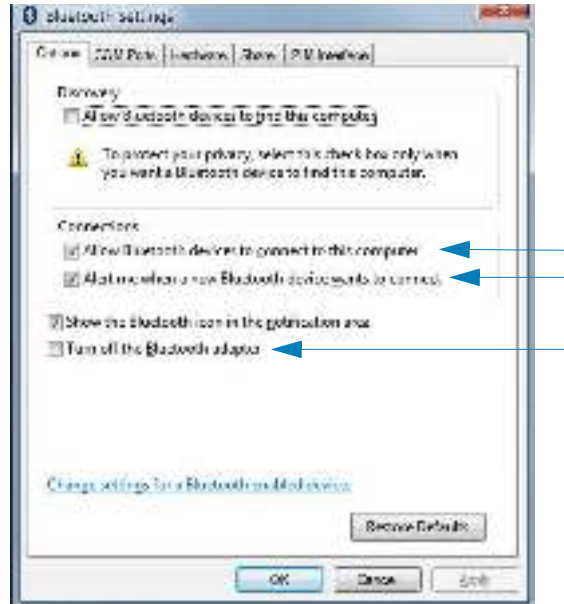 Bluetooth Settings
Options COM Ports Hardware Share PIM Interface
Discovery
Allow Bluetooth devices to find this computer
To protect your privacy, select this check box only when
you want a Bluetooth device to find this computer.
Connections
Allow Bluetooth devices to connect to this computer
Alert me when a new Bluetooth device wants to connect
Show the Bluetooth icon in the notification area
Turn off the Bluetooth adapter
Change settings for a Bluetooth enabled device.
Restore Defaults
OK Cancel Apply